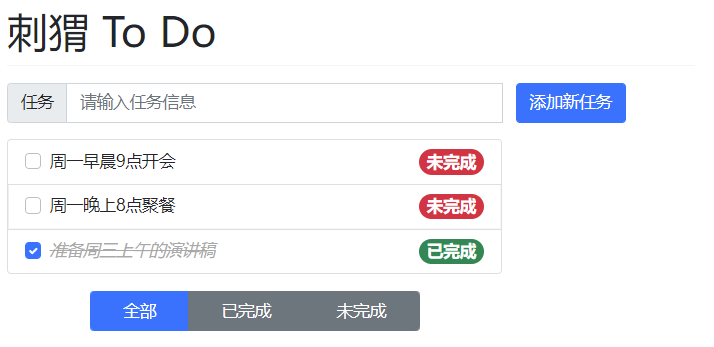 刺猬 To Do
任务 请输入任务信息 添加新任务
周一早晨9点开会 未完成
周一晚上8点聚餐 未完成
准备周三上午的演讲稿 已完成
全部 已完成 未完成